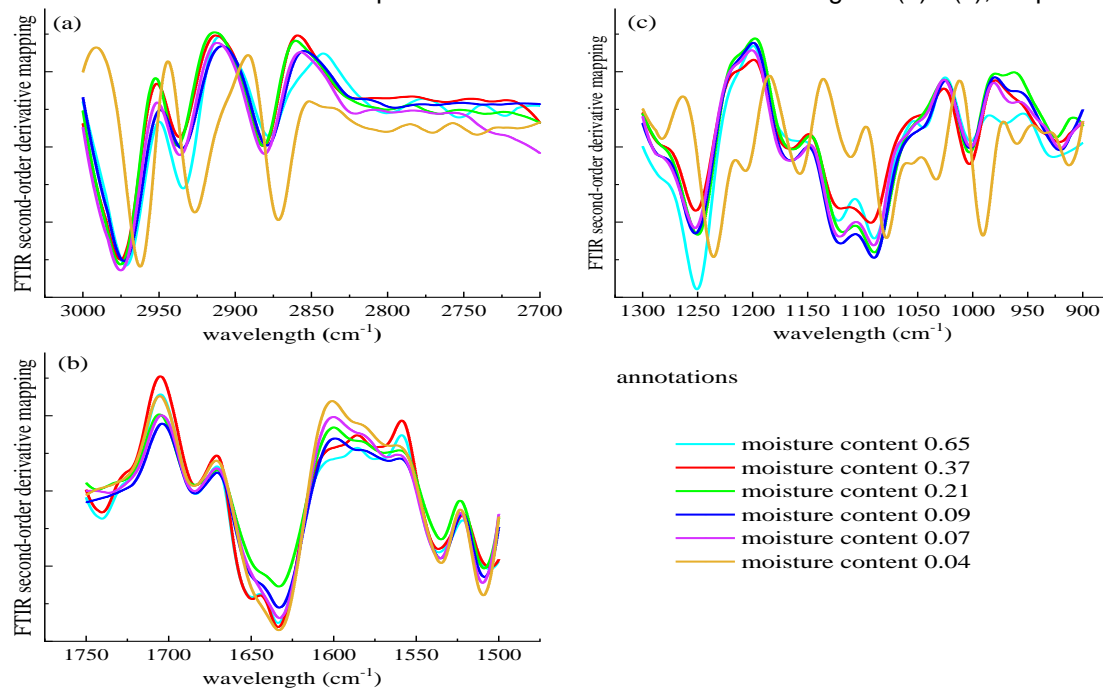 (a)
FTIR second-order derivative mapping
3000 2950 2900 2850 2800 2750 2700
wavelength (cm-1)
(c)
FTIR second-order derivative mapping
1300 1250 1200 1150 1100 1050 1000 950 900
wavelength (cm-1)
(b)
FTIR second-order derivative mapping
1750 1700 1650 1600 1550 1500
wavelength (cm-1)
annotations
moisture content 0.65
moisture content 0.37
moisture content 0.21
moisture content 0.09
moisture content 0.07
moisture content 0.04